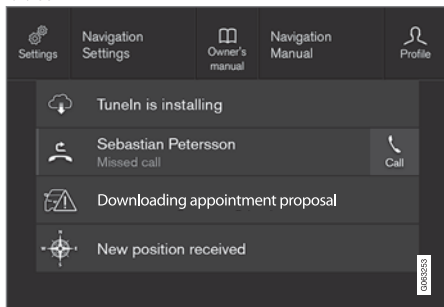 Settings
Navigation
Settings
Owner's
manual
Navigation
Manual
Profile
TuneIn is installing
Sebastian Petersson
Missed call
Call
Downloading appointment proposal
New position received
G063253